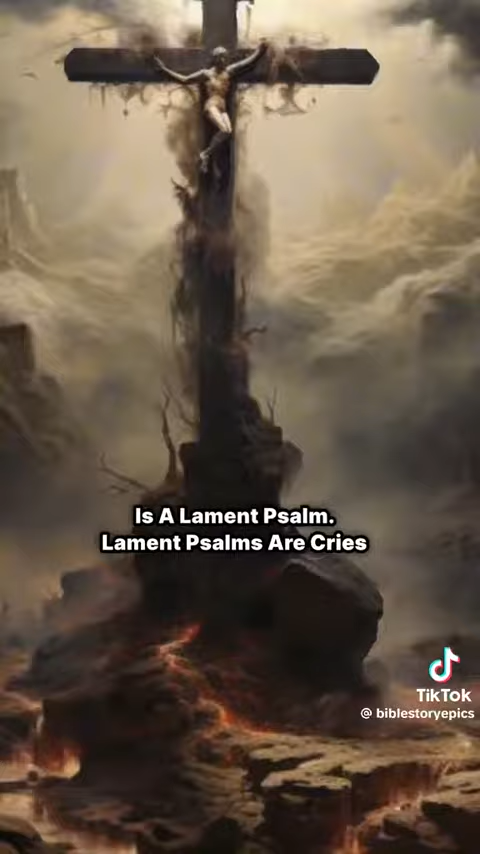 Is A Lament Psalm.
Lament Psalms Are Cries
TikTok
@ biblestoryepics